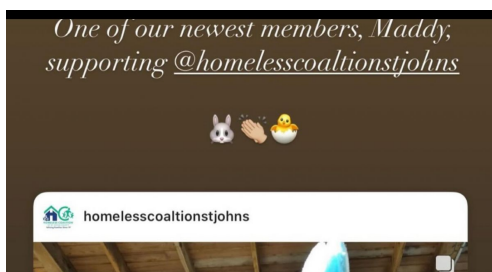 One of our newest members, Maddy,
supporting @homelesscoaltionstjohns
homelesscoaltionstjohns